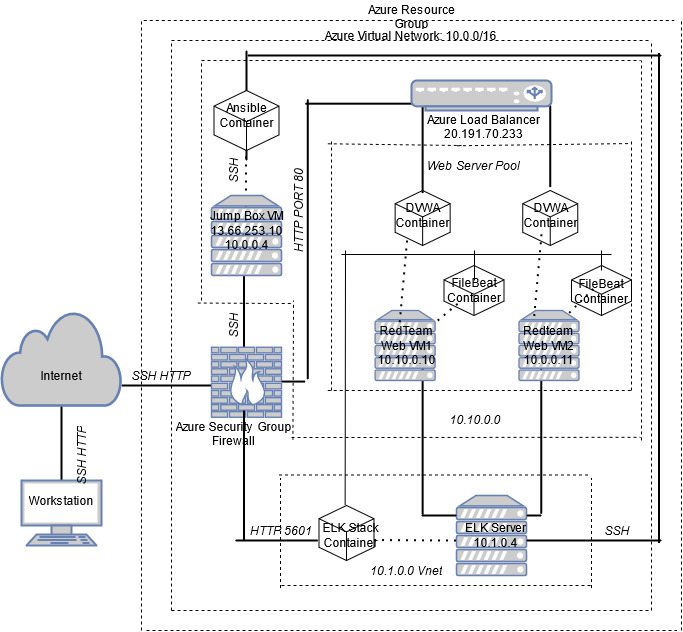 Azure Resource
Group
Azure Virtual Network: 10.0.0/16
Ansible
Container
SSH
Azure Load Balancer
20.191.70.233
Web Server Pool
HTTP PORT 80
Jump Box VM
13.66.253.10
10.0.0.4
DVWA
Container
DVWA
Container
FileBeat
Container
FileBeat
Container
SSH
RedTeam
Web VM1
10.10.0.10
Redteam
Web VM2
10.0.0.11
Internet
SSH HTTP
Azure Security Group
Firewall
10.10.0.0
SSH HTTP
Workstation
HTTP 5601
ELK Stack
Container
ELK Server
10.1.0.4
SSH
10.1.0.0 Vnet